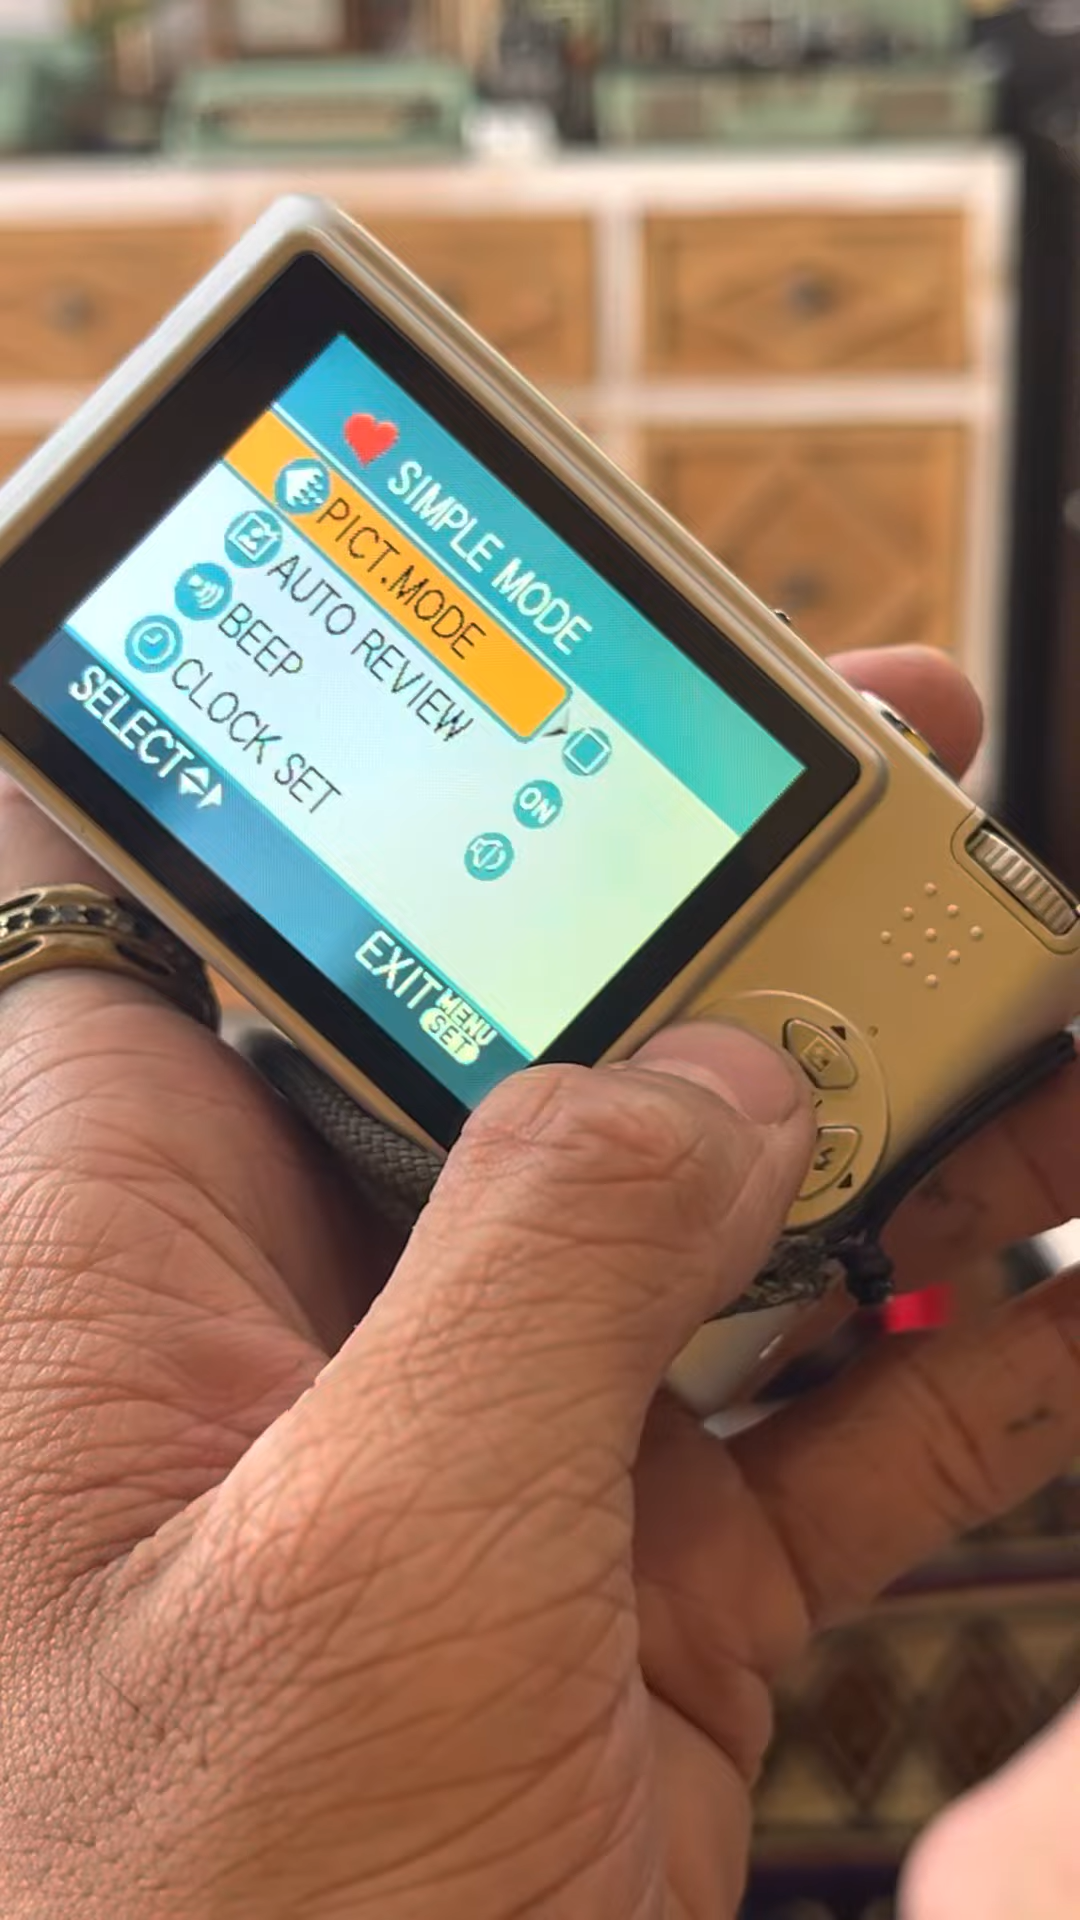 SIMPLE MODE
PICT.MODE
AUTO REVIEW ON
BEEP
CLOCK SET
SELECT
EXIT MENU SET